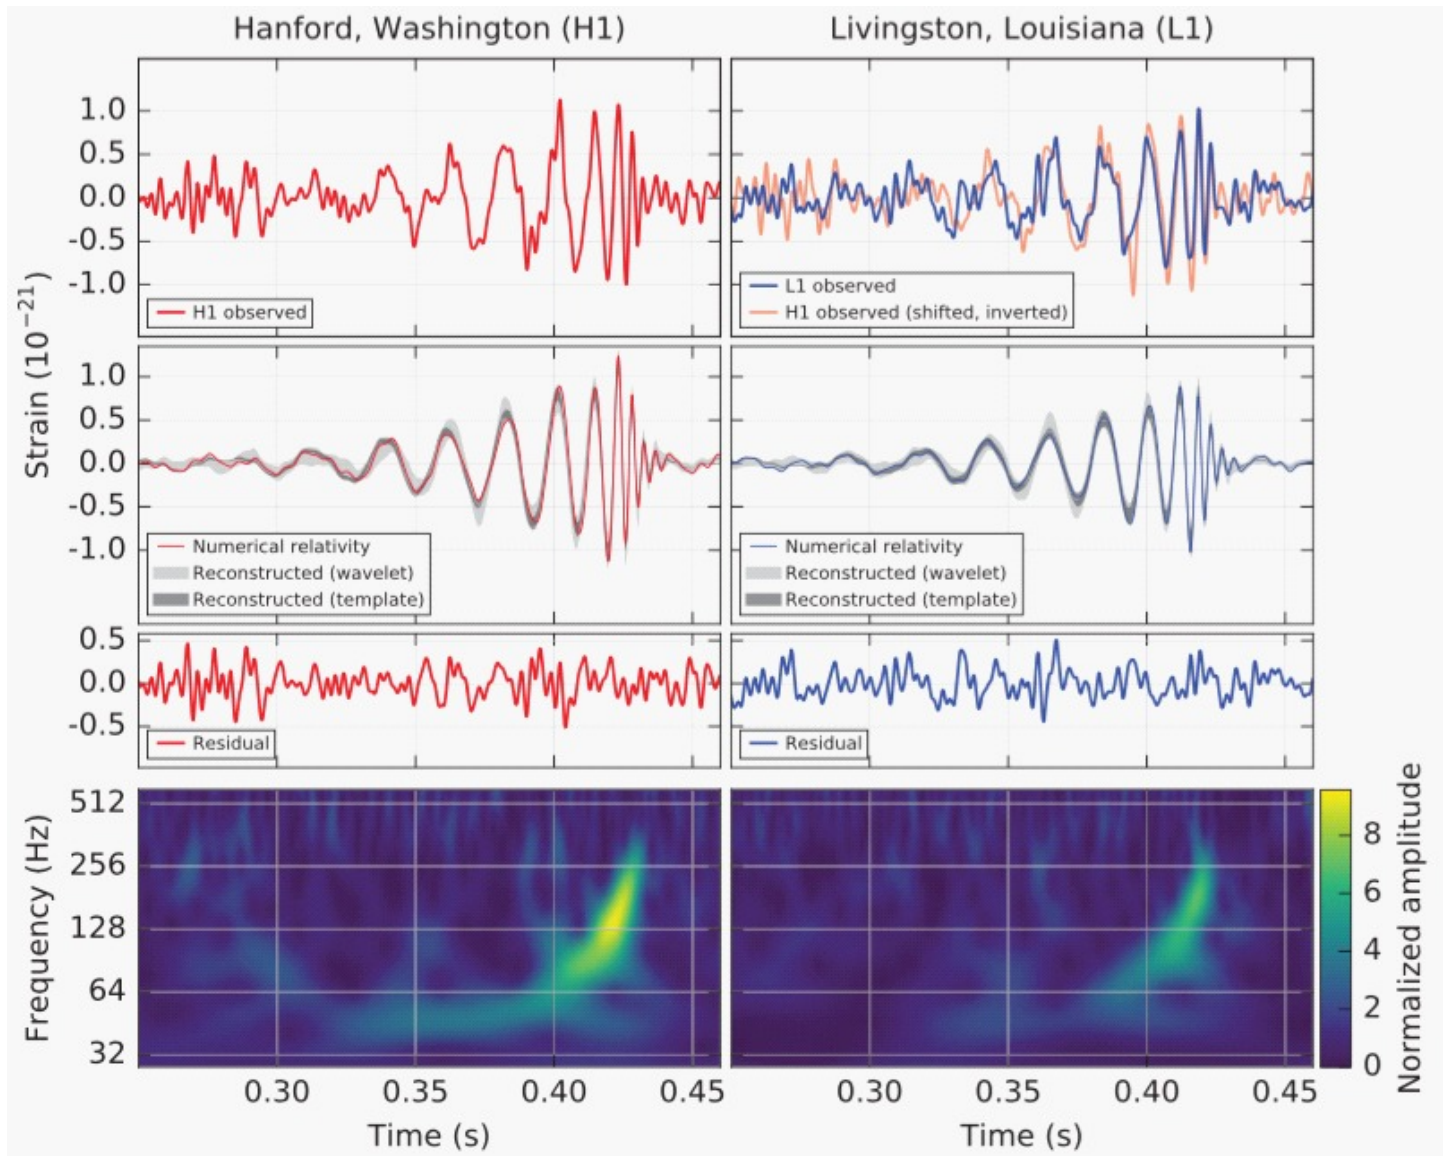 Hanford, Washington (H1)
Livingston, Louisiana (L1)
Strain (10⁻²¹)
1.0
0.5
0.0
-0.5
-1.0
H1 observed
L1 observed
H1 observed (shifted, inverted)
1.0
0.5
0.0
-0.5
-1.0
Numerical relativity
Reconstructed (wavelet)
Reconstructed (template)
Numerical relativity
Reconstructed (wavelet)
Reconstructed (template)
0.5
0.0
-0.5
Residual
Residual
Frequency (Hz)
512
256
128
64
32
0.30 0.35 0.40 0.45
Time (s)
0.30 0.35 0.40 0.45
Time (s)
8
6
4
2
0
Normalized amplitude